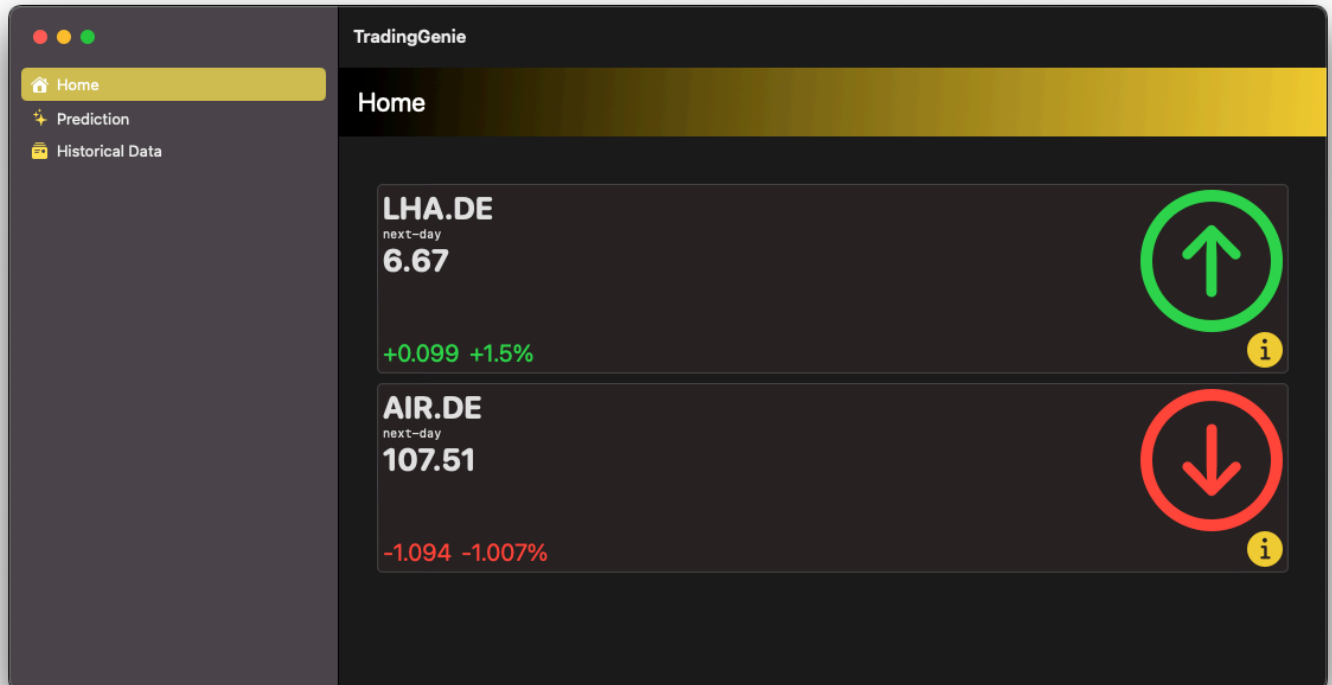 TradingGenie
Home
Prediction
Historical Data
Home
LHA.DE
next-day
6.67
+0.099 +1.5%
i
AIR.DE
next-day
107.51
-1.094 -1.007%
i